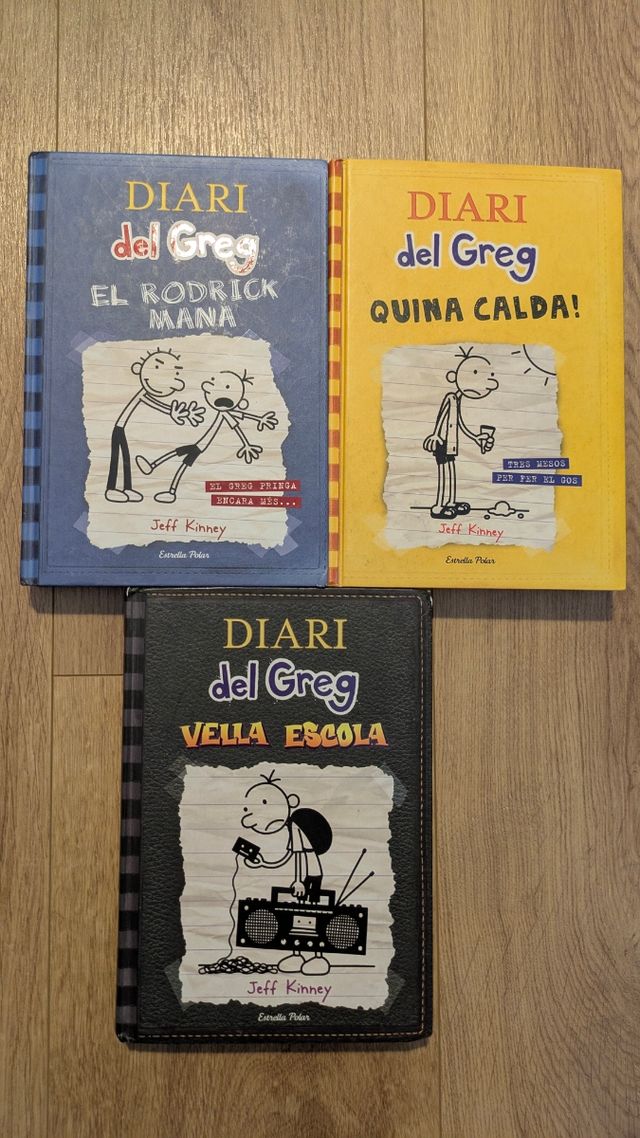 DIARI
del Greg
EL RODRICK
MANA
EL GREG PRINGA
ENCARA MÉS...
Jeff Kinney
Estrella Polar
DIARI
del Greg
QUINA CALDA!
TRES MESOS
PER FER EL GOS
Jeff Kinney
Estrella Polar
DIARI
del Greg
VELLA ESCOLA
Jeff Kinney
Estrella Polar